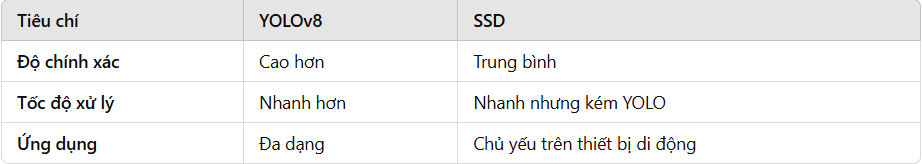 Tiêu chí YOLOv8 SSD
Độ chính xác Cao hơn Trung bình
Tốc độ xử lý Nhanh hơn Nhanh nhưng kém YOLO
Ứng dụng Đa dạng Chủ yếu trên thiết bị di động